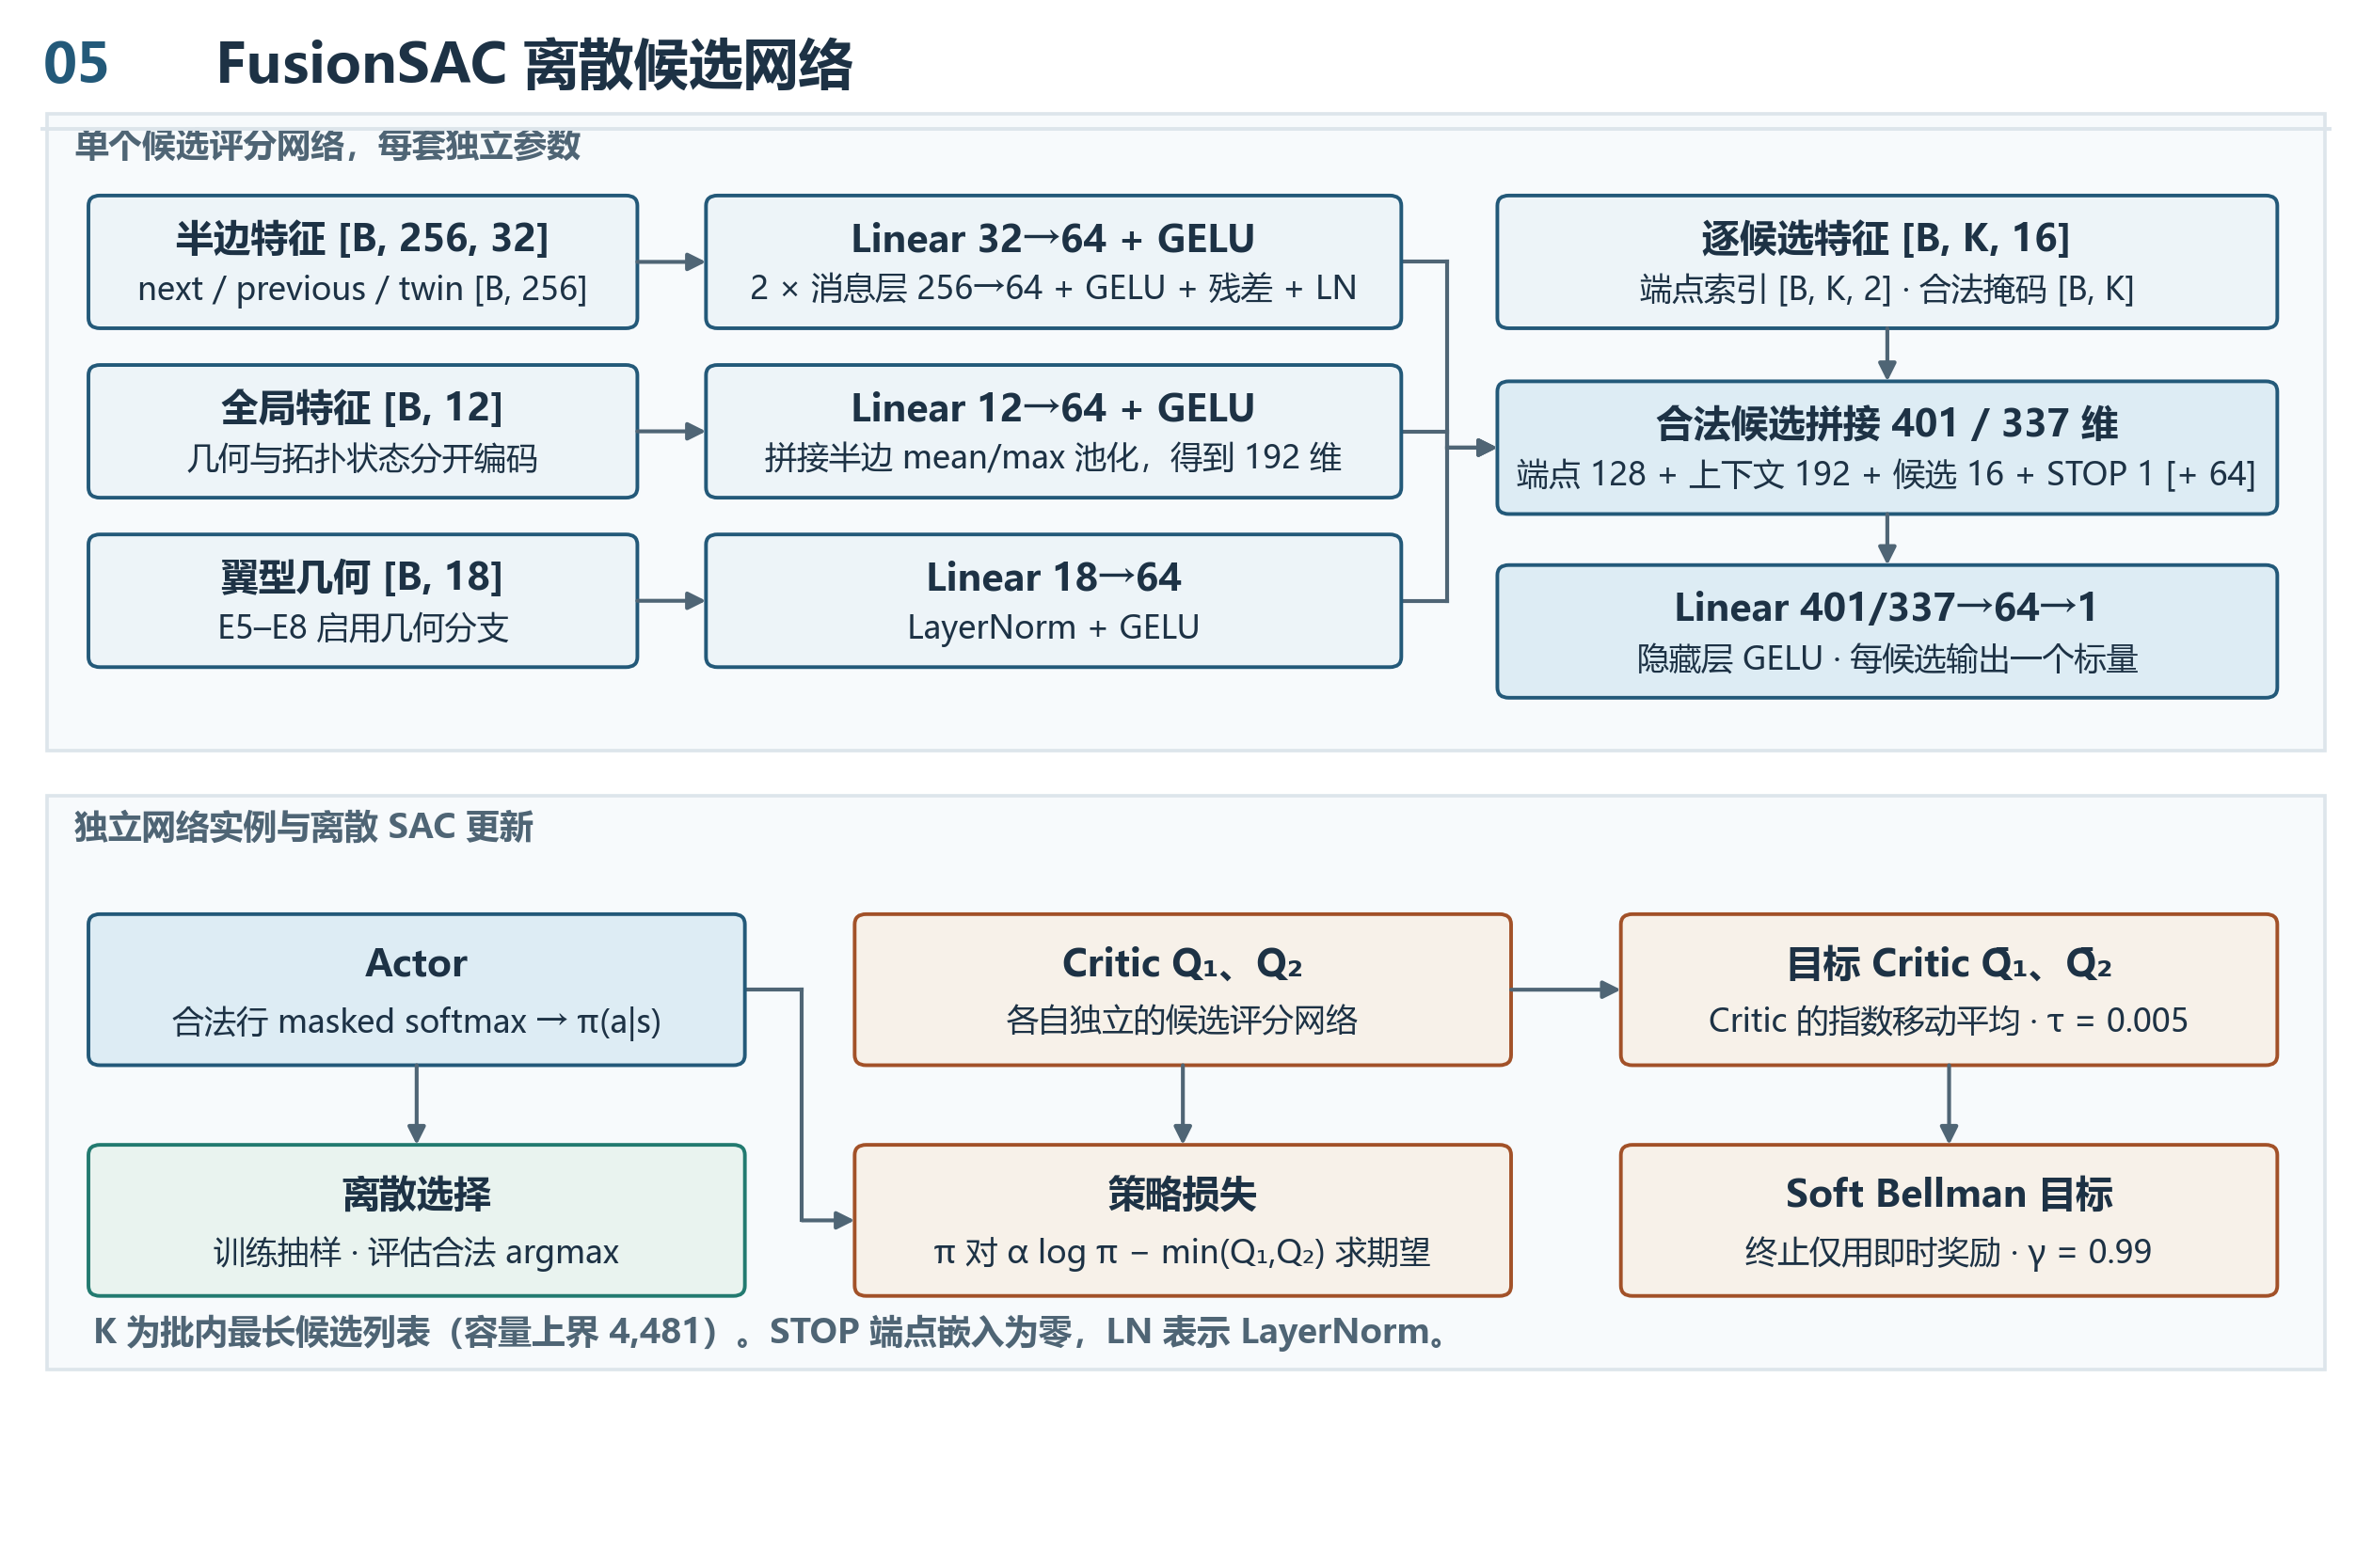 05 FusionSAC 离散候选网络
单个候选评分网络，每套独立参数
半边特征 [B, 256, 32]
next / previous / twin [B, 256]
Linear 32→64 + GELU
2 × 消息层 256→64 + GELU + 残差 + LN
逐候选特征 [B, K, 16]
端点索引 [B, K, 2] · 合法掩码 [B, K]
全局特征 [B, 12]
几何与拓扑状态分开编码
Linear 12→64 + GELU
拼接半边 mean/max 池化，得到 192 维
合法候选拼接 401 / 337 维
端点 128 + 上下文 192 + 候选 16 + STOP 1 [+ 64]
翼型几何 [B, 18]
E5–E8 启用几何分支
Linear 18→64
LayerNorm + GELU
Linear 401/337→64→1
隐藏层 GELU · 每候选输出一个标量
独立网络实例与离散 SAC 更新
Actor
合法行 masked softmax → π(a|s)
Critic Q₁、Q₂
各自独立的候选评分网络
目标 Critic Q̄₁、Q̄₂
Critic 的指数移动平均 · τ = 0.005
离散选择
训练抽样 · 评估合法 argmax
策略损失
π 对 α log π − min(Q₁,Q₂) 求期望
Soft Bellman 目标
终止仅用即时奖励 · γ = 0.99
K 为批内最长候选列表（容量上界 4,481）。STOP 端点嵌入为零，LN 表示 LayerNorm。